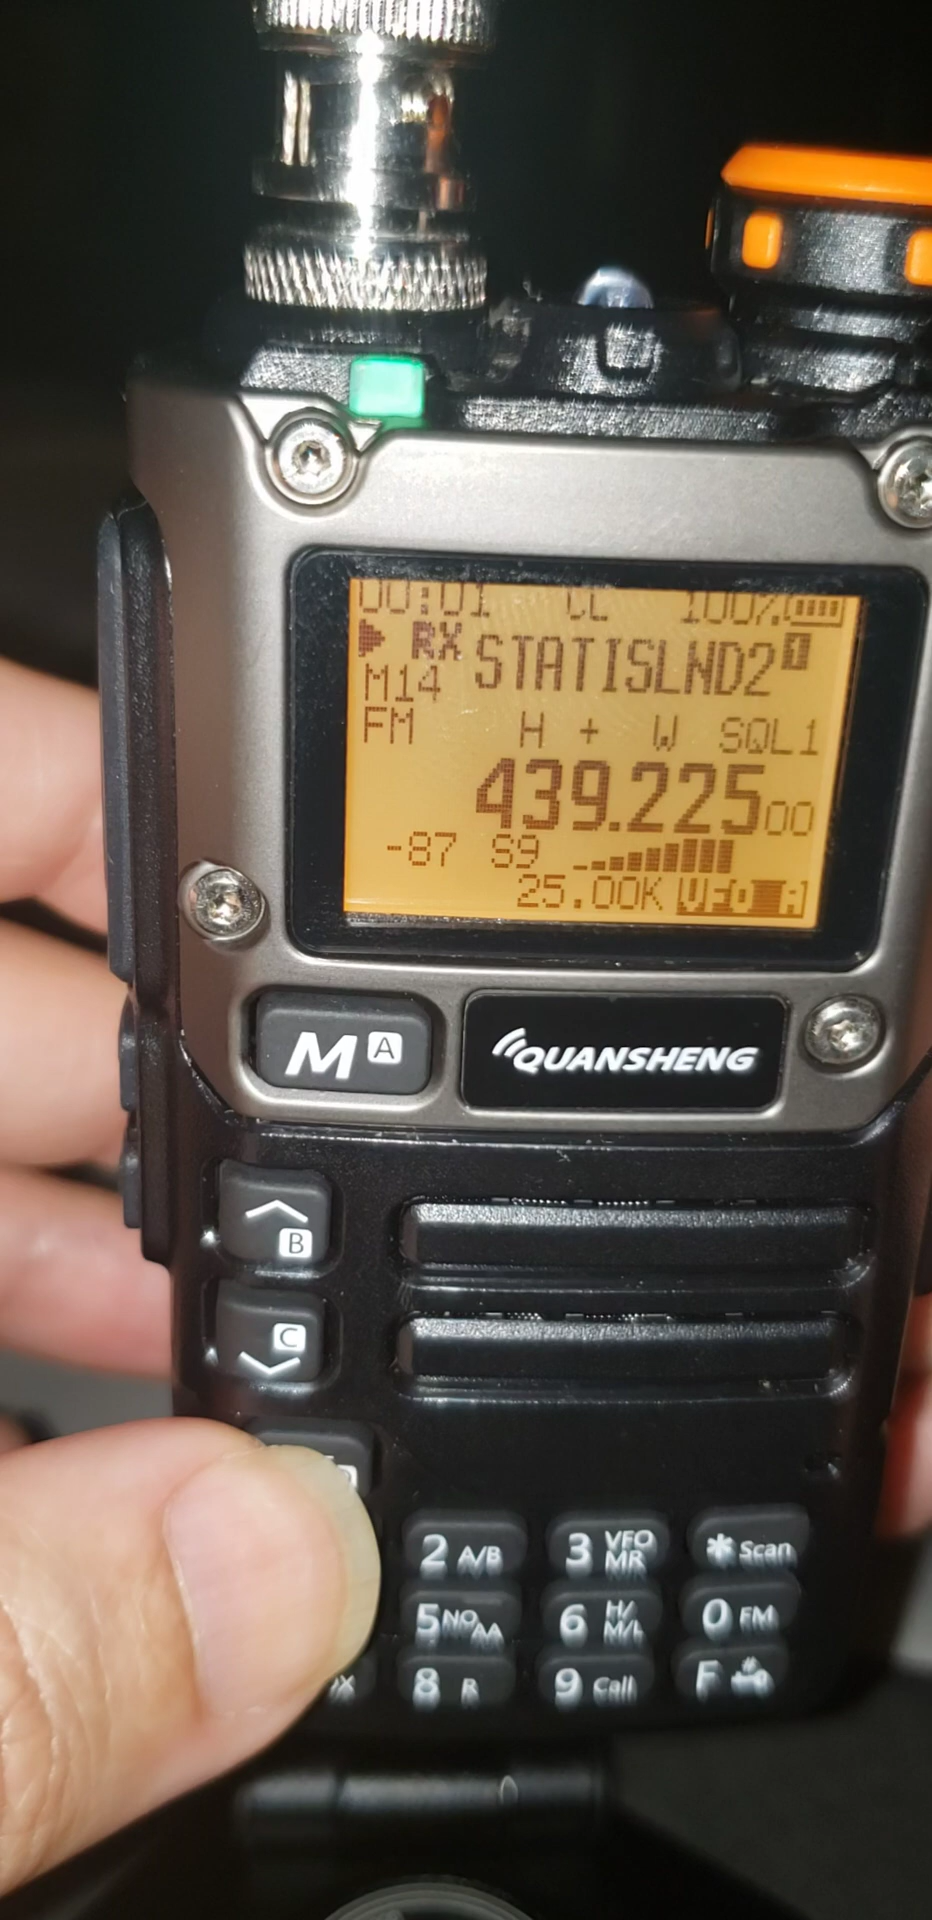 00:01 CC 100%
RX STATISLND2 1
M14
FM H + W SQL1
439.22500
-87 S9
25.00K
M A
QUANSHENG
B
C
2 A/B 3 VFO MR * Scan
5 NOAA 6 H/M/L 0 FM
8 R 9 Call F #